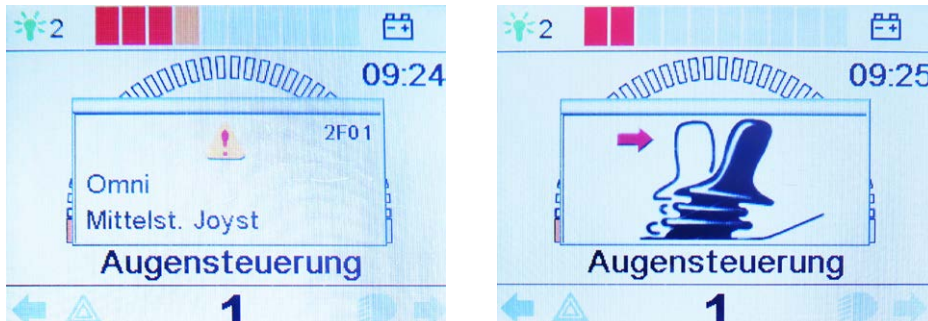 2
09:24
2F01
Omni
Mittelst. Joyst
Augensteuerung
1
2
09:25
Augensteuerung
1